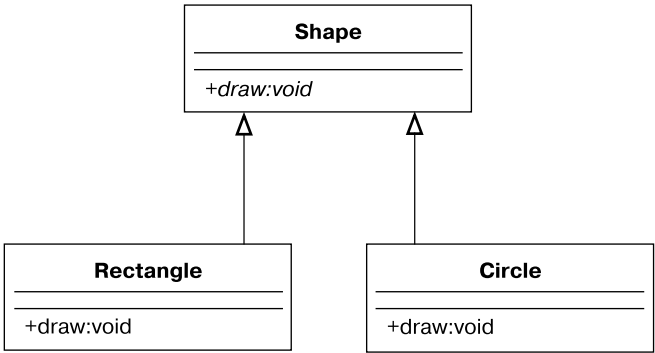 Shape
+draw:void
Rectangle
+draw:void
Circle
+draw:void